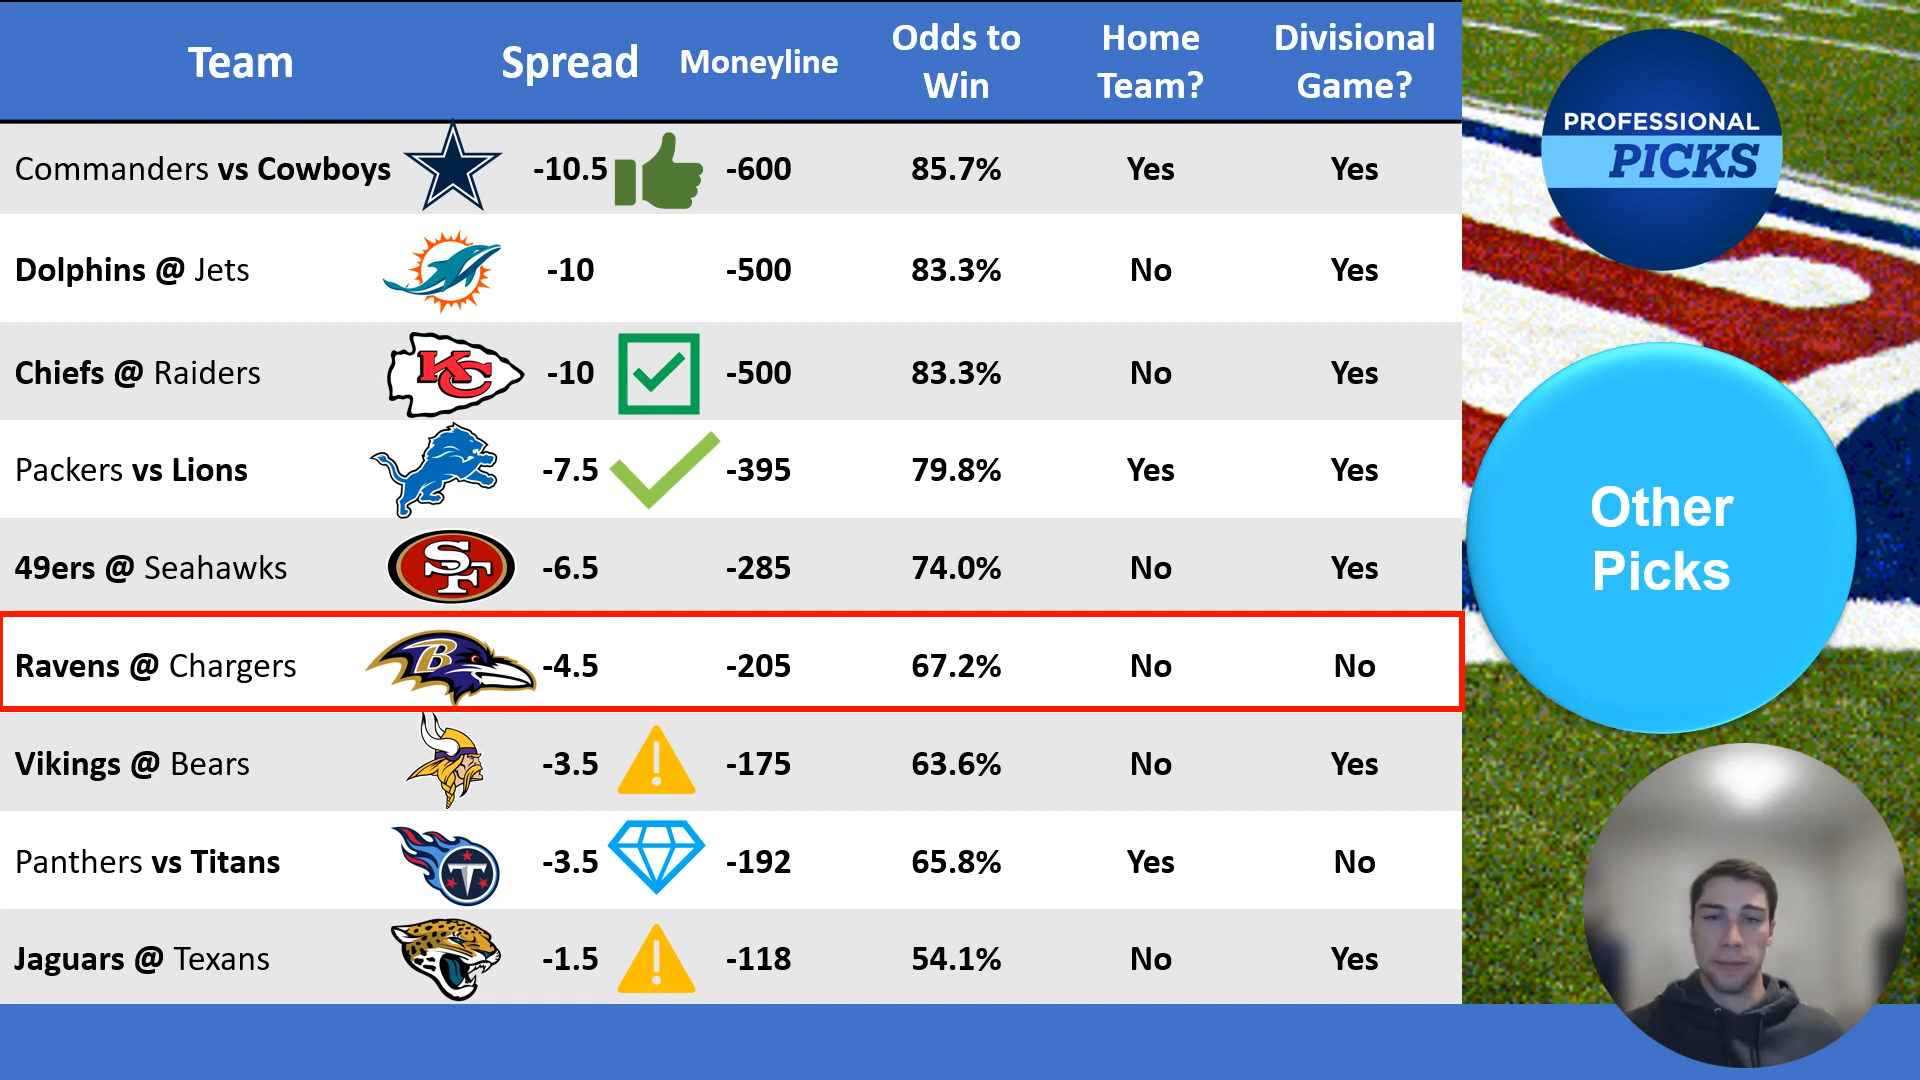 Team Spread Moneyline Odds to Win Home Team? Divisional Game?
Commanders vs Cowboys -10.5 -600 85.7% Yes Yes
Dolphins @ Jets -10 -500 83.3% No Yes
Chiefs @ Raiders KC -10 -500 83.3% No Yes
Packers vs Lions -7.5 -395 79.8% Yes Yes
49ers @ Seahawks SF -6.5 -285 74.0% No Yes
Ravens @ Chargers B -4.5 -205 67.2% No No
Vikings @ Bears -3.5 -175 63.6% No Yes
Panthers vs Titans T -3.5 -192 65.8% Yes No
Jaguars @ Texans -1.5 -118 54.1% No Yes
PROFESSIONAL
PICKS
Other
Picks